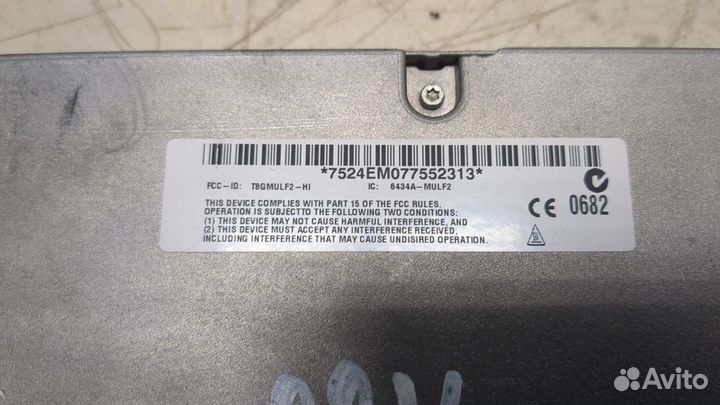 *7524EM077552313*
FCC-ID: T8GMULF2-HI IC: 6434A-MULF2
THIS DEVICE COMPLIES WITH PART 15 OF THE FCC RULES.
OPERATION IS SUBJECTTO THE FOLLOWING TWO CONDITIONS:
(1) THIS DEVICE MAY NOT CAUSE HARMFUL INTERFERENCE, AND
(2) THIS DEVICE MUST ACCEPT ANY INTERFERENCE RECEIVED,
INCLUDING INTERFERENCE THAT MAY CAUSE UNDISIRED OPERATION.
CE 0682
Avito